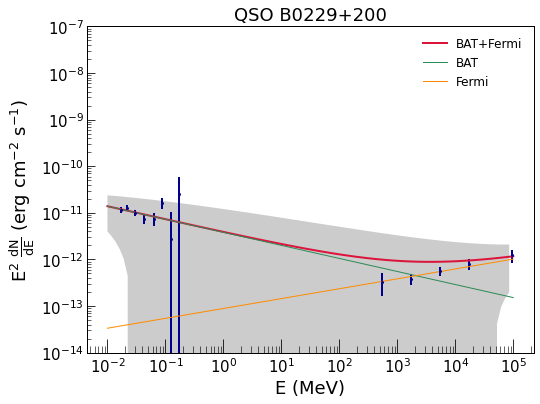 QSO B0229+200
BAT+Fermi
BAT
Fermi
10⁻⁷
10⁻⁸
10⁻⁹
10⁻¹⁰
10⁻¹¹
10⁻¹²
10⁻¹³
10⁻¹⁴
E² dN/dE (erg cm⁻² s⁻¹)
10⁻² 10⁻¹ 10⁰ 10¹ 10² 10³ 10⁴ 10⁵
E (MeV)